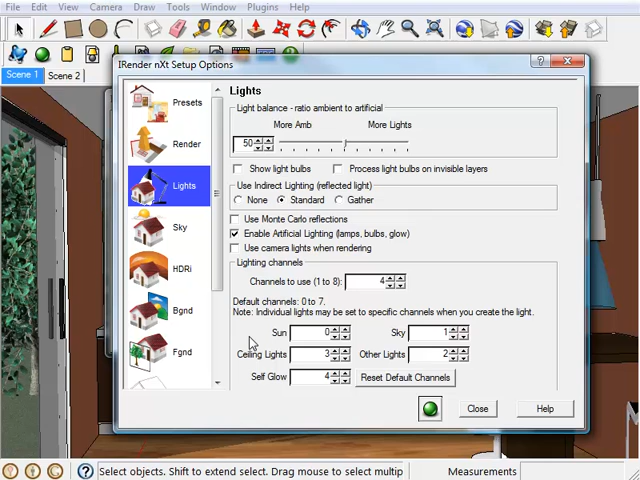 File Edit View Camera Draw Tools Window Plugins Help
Scene 1 Scene 2
IRender nXt Setup Options
Presets
Render
Lights
Sky
HDRi
Bgnd
Fgnd
Lights
Light balance - ratio ambient to artificial
More Amb More Lights
50
Show light bulbs Process light bulbs on invisible layers
Use Indirect Lighting (reflected light)
None Standard Gather
Use Monte Carlo reflections
Enable Artificial Lighting (lamps, bulbs, glow)
Use camera lights when rendering
Lighting channels
Channels to use (1 to 8): 4
Default channels: 0 to 7.
Note: Individual lights may be set to specific channels when you create the light.
Sun 0 Sky 1
Ceiling Lights 3 Other Lights 2
Self Glow 4 Reset Default Channels
Close Help
Select objects. Shift to extend select. Drag mouse to select multip Measurements